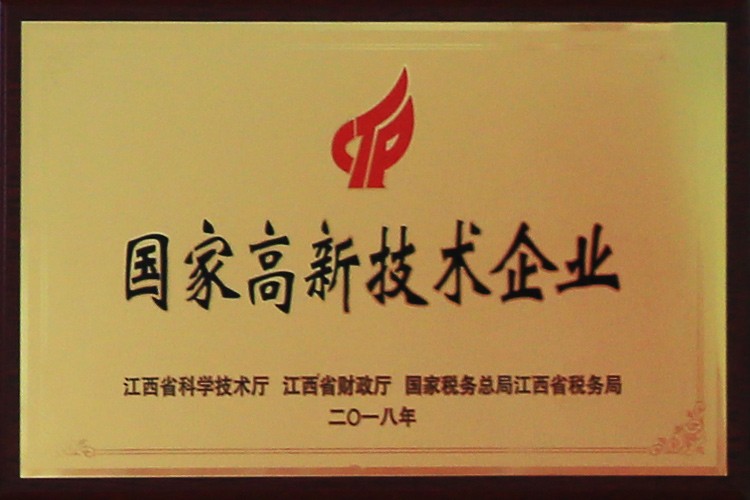 国家高新技术企业
江西省科学技术厅 江西省财政厅 国家税务总局江西省税务局
二〇一八年